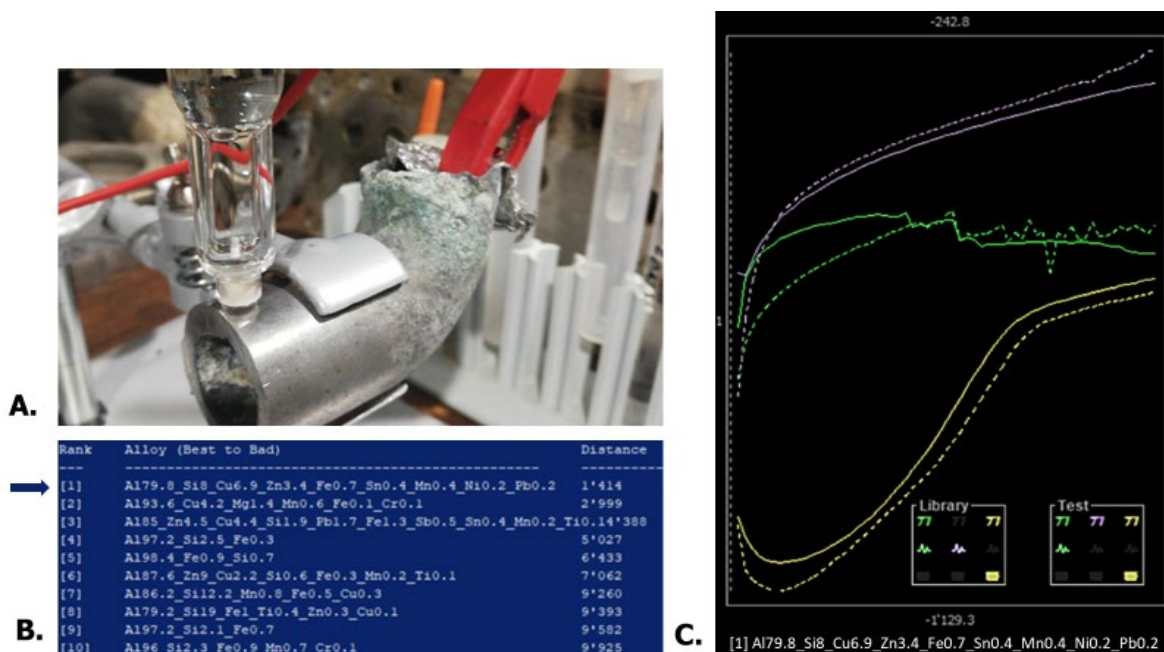 A.
Rank Alloy (Best to Bad) Distance
--- -------------------------------------------------- ----------
[1] Al79.8_Si8_Cu6.9_Zn3.4_Fe0.7_Sn0.4_Mn0.4_Ni0.2_Pb0.2 1'414
[2] Al93.6_Cu4.2_Mg1.4_Mn0.6_Fe0.1_Cr0.1 2'999
[3] Al85_Zn4.5_Cu4.4_Si1.9_Pb1.7_Fe1.3_Sb0.5_Sn0.4_Mn0.2_Ti0.14'388
[4] Al97.2_Si2.5_Fe0.3 5'027
[5] Al98.4_Fe0.9_Si0.7 6'433
[6] Al87.6_Zn9_Cu2.2_Si0.6_Fe0.3_Mn0.2_Ti0.1 7'062
[7] Al86.2_Si12.2_Mn0.8_Fe0.5_Cu0.3 9'260
[8] Al79.2_Si19_Fe1_Ti0.4_Zn0.3_Cu0.1 9'393
[9] Al97.2_Si2.1_Fe0.7 9'582
[10] Al96_Si2.3_Fe0.9_Mn0.7_Cr0.1 9'925
B.
-242.8
1
Library Test
-1'129.3
C.
[1] Al79.8_Si8_Cu6.9_Zn3.4_Fe0.7_Sn0.4_Mn0.4_Ni0.2_Pb0.2